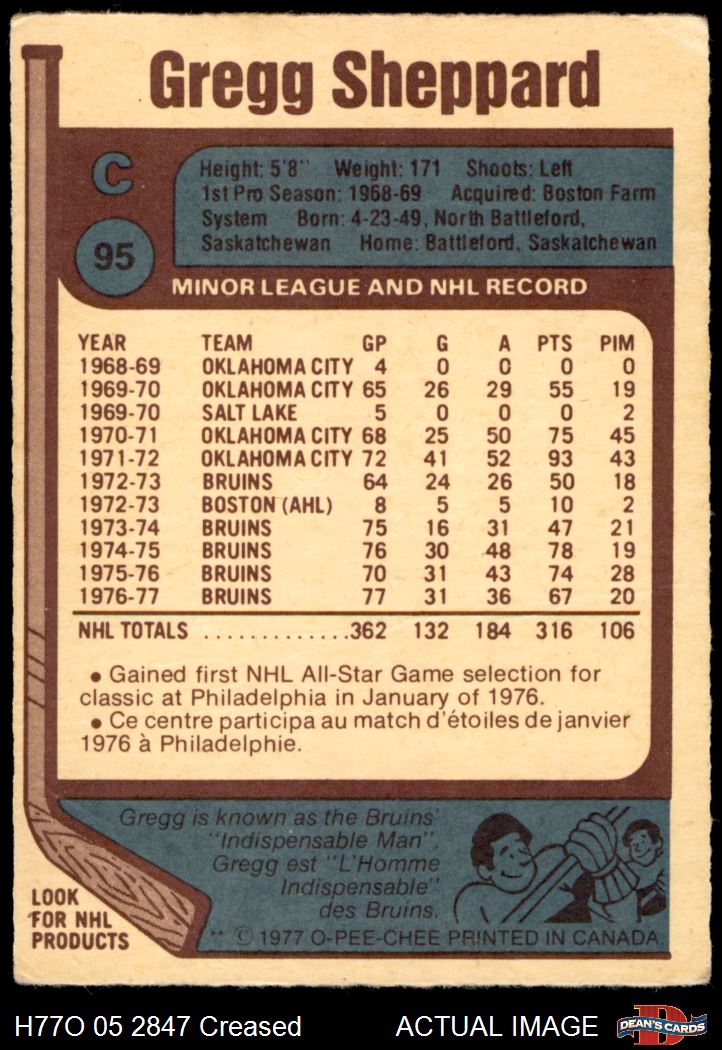 Gregg Sheppard
C
95
Height: 5'8" Weight: 171 Shoots: Left
1st Pro Season: 1968-69 Acquired: Boston Farm
System Born: 4-23-49, North Battleford,
Saskatchewan Home: Battleford, Saskatchewan
MINOR LEAGUE AND NHL RECORD
YEAR TEAM GP G A PTS PIM
1968-69 OKLAHOMA CITY 4 0 0 0 0
1969-70 OKLAHOMA CITY 65 26 29 55 19
1969-70 SALT LAKE 5 0 0 0 2
1970-71 OKLAHOMA CITY 68 25 50 75 45
1971-72 OKLAHOMA CITY 72 41 52 93 43
1972-73 BRUINS 64 24 26 50 18
1972-73 BOSTON (AHL) 8 5 5 10 2
1973-74 BRUINS 75 16 31 47 21
1974-75 BRUINS 76 30 48 78 19
1975-76 BRUINS 70 31 43 74 28
1976-77 BRUINS 77 31 36 67 20
NHL TOTALS .............362 132 184 316 106
• Gained first NHL All-Star Game selection for
classic at Philadelphia in January of 1976.
• Ce centre participa au match d'étoiles de janvier
1976 à Philadelphie.
Gregg is known as the Bruins'
"Indispensable Man".
Gregg est "L'Homme
Indispensable"
des Bruins.
LOOK
FOR NHL
PRODUCTS
** © 1977 O-PEE-CHEE PRINTED IN CANADA
H77O 05 2847 Creased
ACTUAL IMAGE
D
DEAN'S CARDS